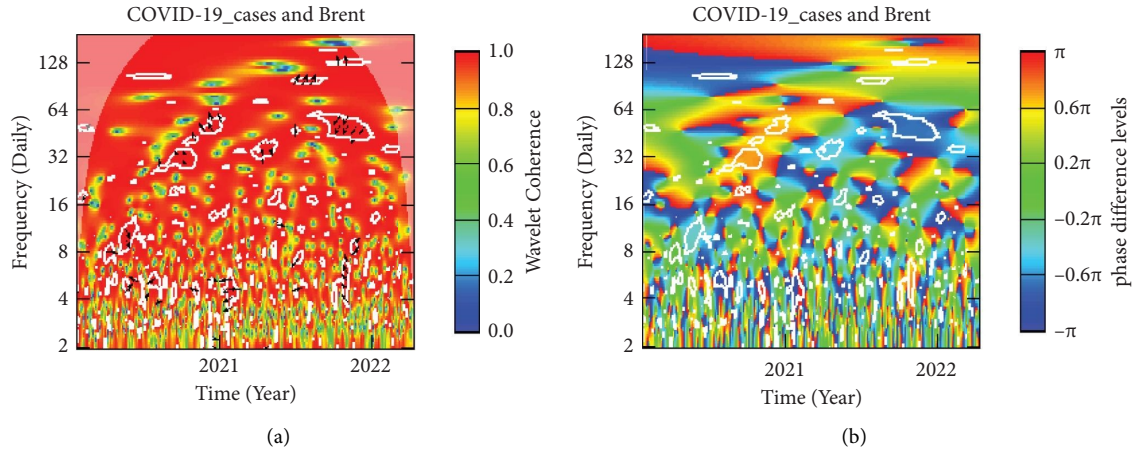 COVID-19_cases and Brent
Frequency (Daily)
128
64
32
16
8
4
2
2021
2022
Time (Year)
1.0
0.8
0.6
0.4
0.2
0.0
Wavelet Coherence
(a)
COVID-19_cases and Brent
Frequency (Daily)
128
64
32
16
8
4
2
2021
2022
Time (Year)
π
0.6π
0.2π
−0.2π
−0.6π
−π
phase difference levels
(b)